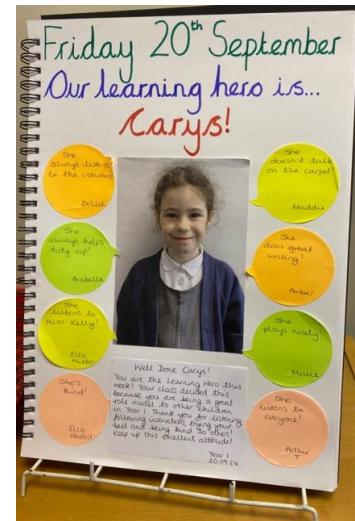 Friday 20th September
Our learning hero is...
Carys!
She
always listens
to the instructions
Delilah
She
always helps
tidy up!
Arabella
She
listens to
Miss Kelly!
Ella
She's
kind!
Ella
She
doesn't talk
on the carpet
Maddie
She
does great
writing!
Amber
She
plays nicely!
Millie
She
listens to
everyone!
Arthur
T
Well Done Carys!
You are the Learning Hero this
week! Your class decided this
because you are being a great
role model to other children
in Year 1. Thank you for listening,
following instructions, trying your
best and being kind to others!
Keep up this excellent attitude!
Year 1
20.09.24